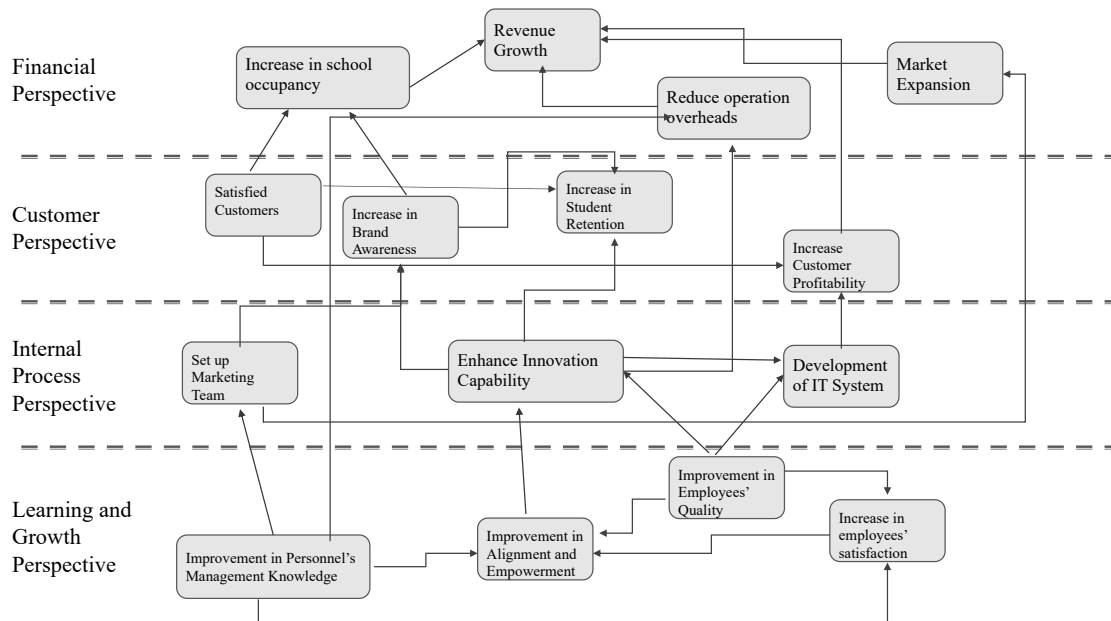 Financial
Perspective
Increase in school
occupancy
Revenue
Growth
Reduce operation
overheads
Market
Expansion
Customer
Perspective
Satisfied
Customers
Increase in
Brand
Awareness
Increase in
Student
Retention
Increase
Customer
Profitability
Internal
Process
Perspective
Set up
Marketing
Team
Enhance Innovation
Capability
Development
of IT System
Learning and
Growth
Perspective
Improvement in Personnel’s
Management Knowledge
Improvement in
Alignment and
Empowerment
Improvement in
Employees’
Quality
Increase in
employees’
satisfaction